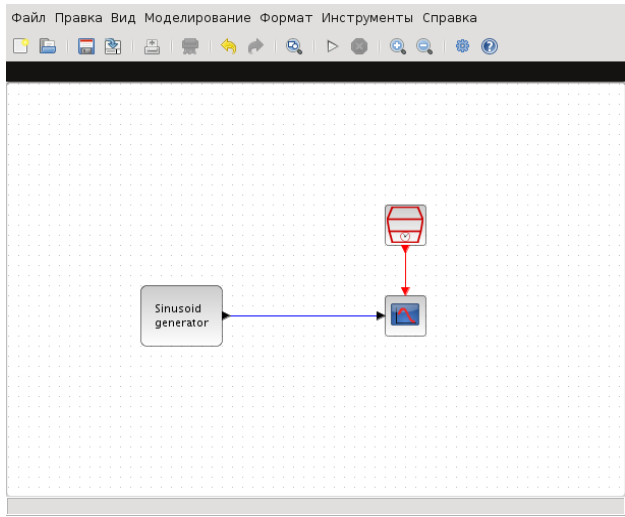 Файл Правка Вид Моделирование Формат Инструменты Справка
Sinusoid
generator